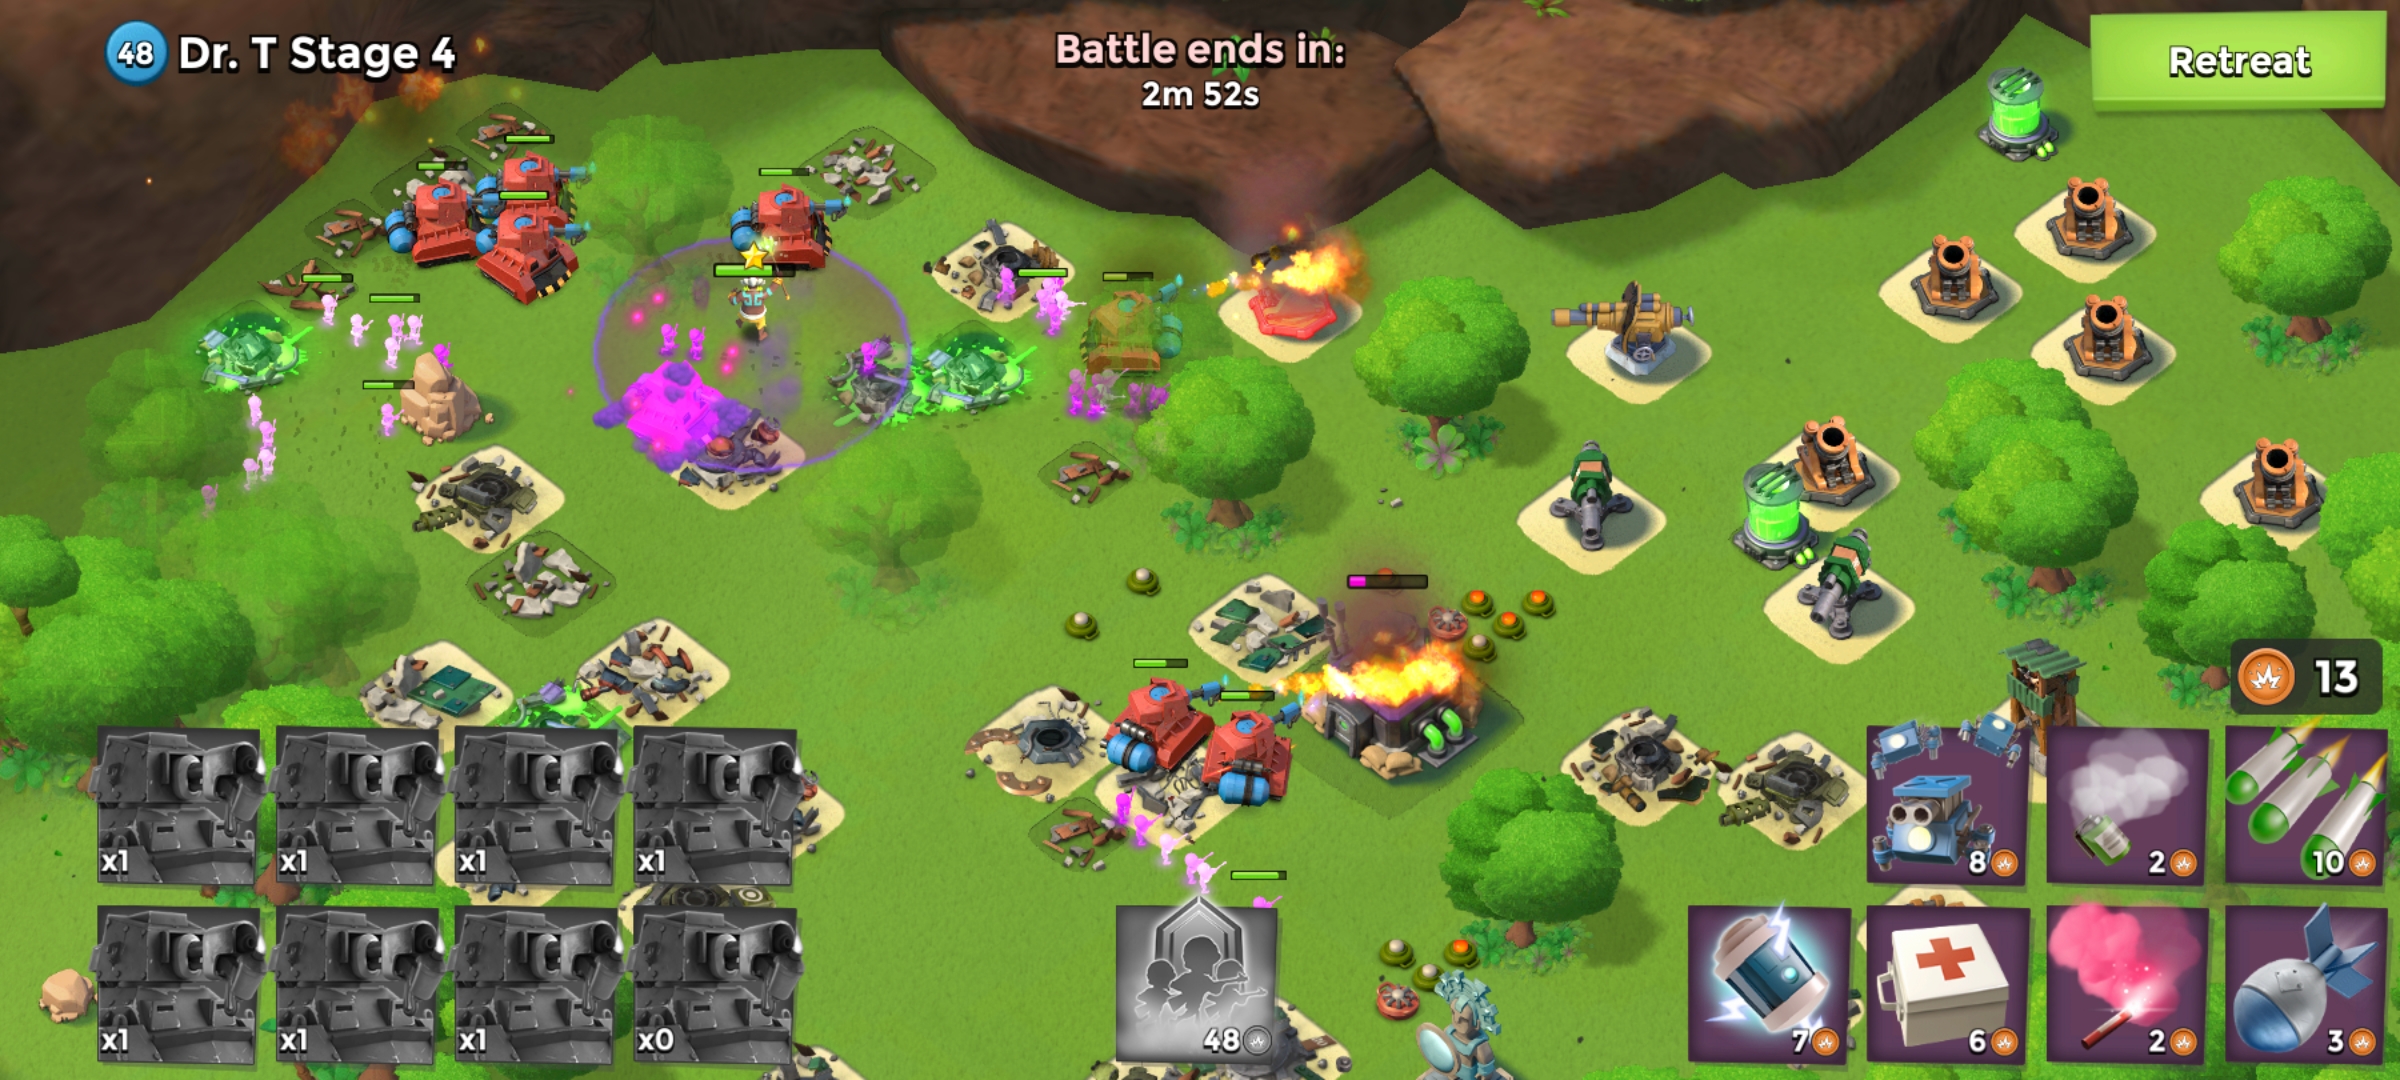 48 Dr. T Stage 4
Battle ends in:
2m 52s
Retreat
13
x1 x1 x1 x1
8 2 10
x1 x1 x1 x0
48
7 6 2 3